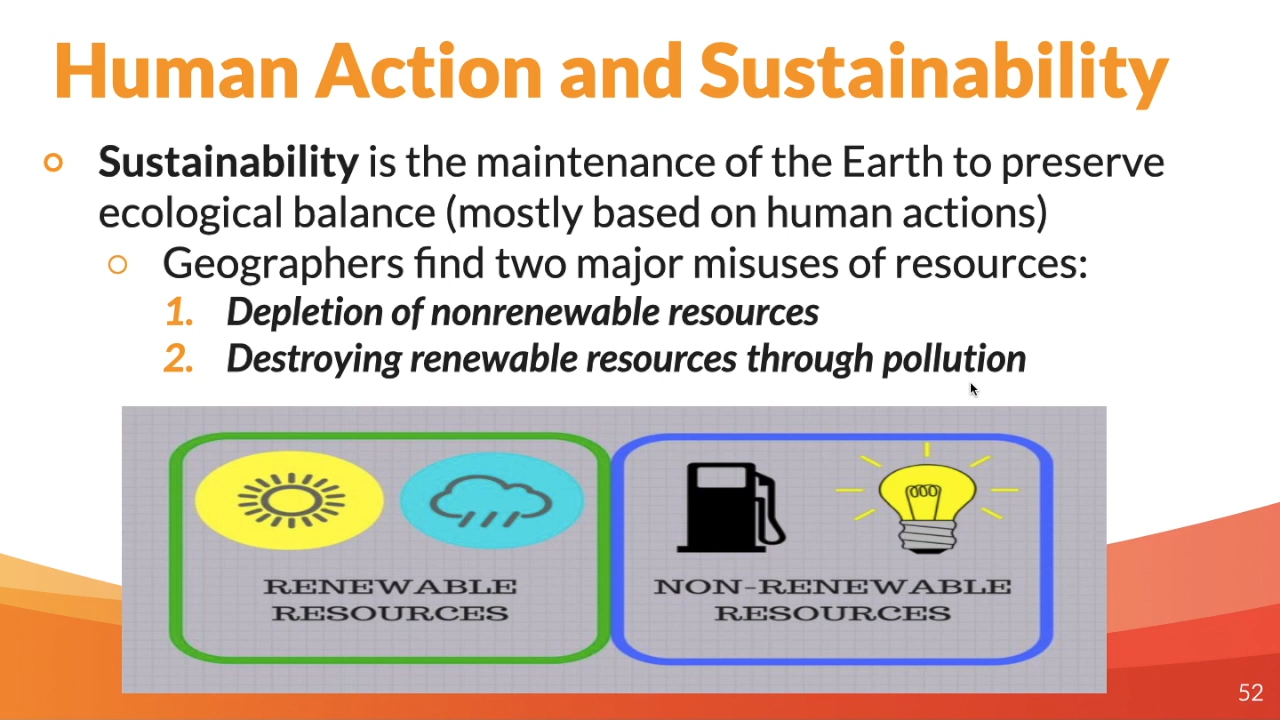 Human Action and Sustainability
Sustainability is the maintenance of the Earth to preserve
ecological balance (mostly based on human actions)
Geographers find two major misuses of resources:
1. Depletion of nonrenewable resources
2. Destroying renewable resources through pollution
RENEWABLE
RESOURCES
NON-RENEWABLE
RESOURCES
52